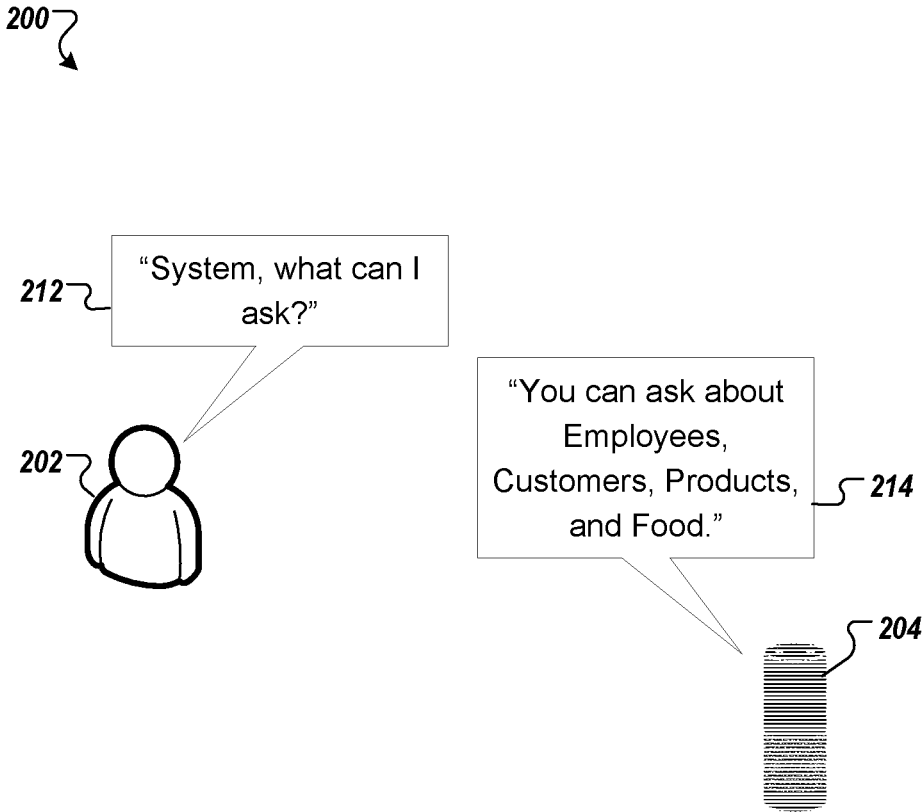 200
212
“System, what can I
ask?”
202
“You can ask about
Employees,
Customers, Products,
and Food.”
214
204